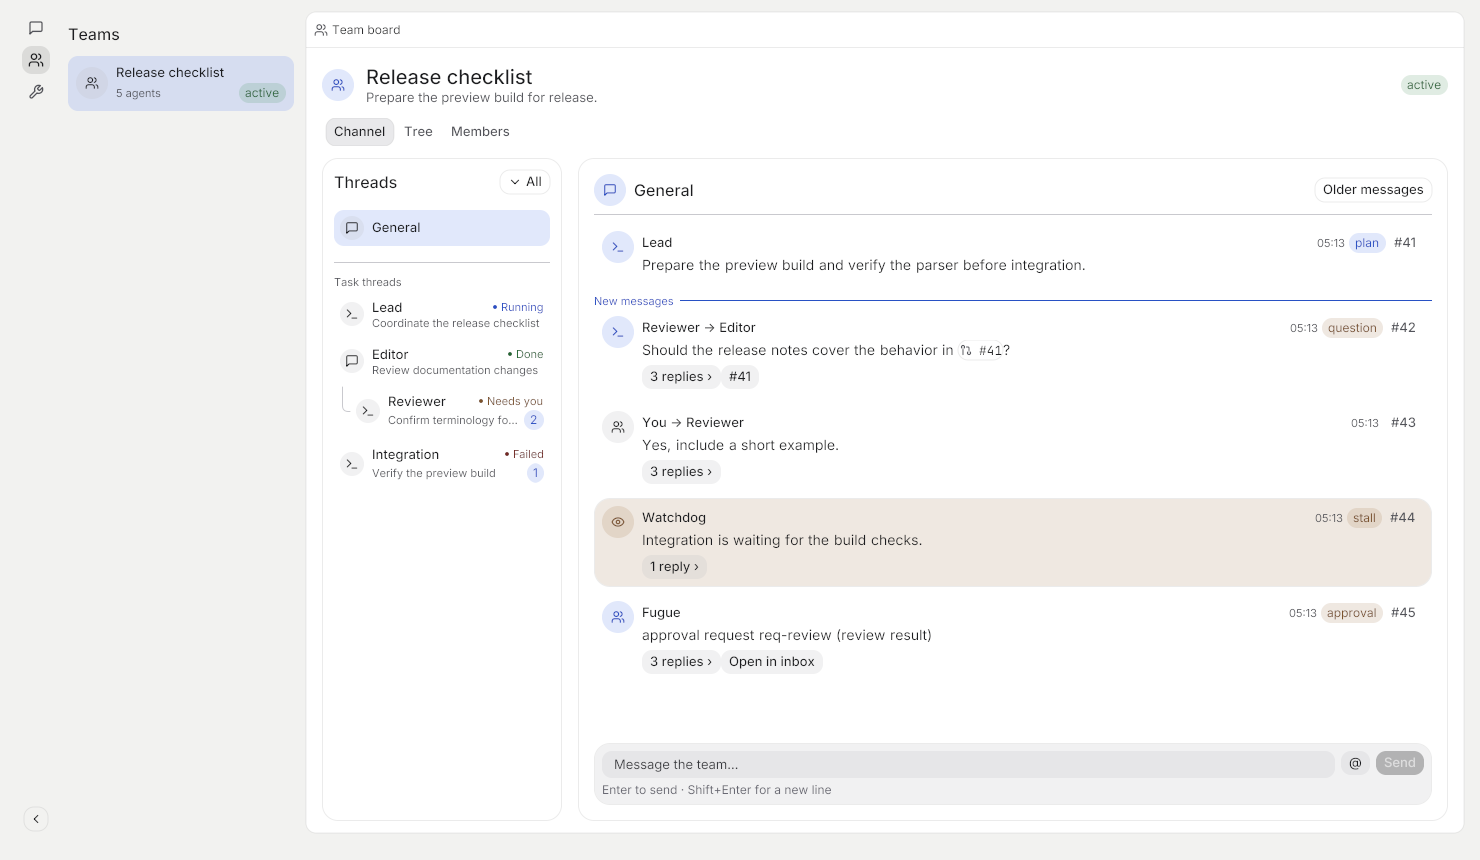 Teams
Release checklist
5 agents
active
Team board
Release checklist
Prepare the preview build for release.
active
Channel
Tree
Members
Threads
All
General
Task threads
Lead
• Running
Coordinate the release checklist
Editor
• Done
Review documentation changes
Reviewer
• Needs you
Confirm terminology fo...
2
Integration
• Failed
Verify the preview build
1
General
Older messages
Lead
05:13 plan #41
Prepare the preview build and verify the parser before integration.
New messages
Reviewer → Editor
05:13 question #42
Should the release notes cover the behavior in #41?
3 replies › #41
You → Reviewer
05:13 #43
Yes, include a short example.
3 replies ›
Watchdog
05:13 stall #44
Integration is waiting for the build checks.
1 reply ›
Fugue
05:13 approval #45
approval request req-review (review result)
3 replies › Open in inbox
Message the team...
@
Send
Enter to send · Shift+Enter for a new line